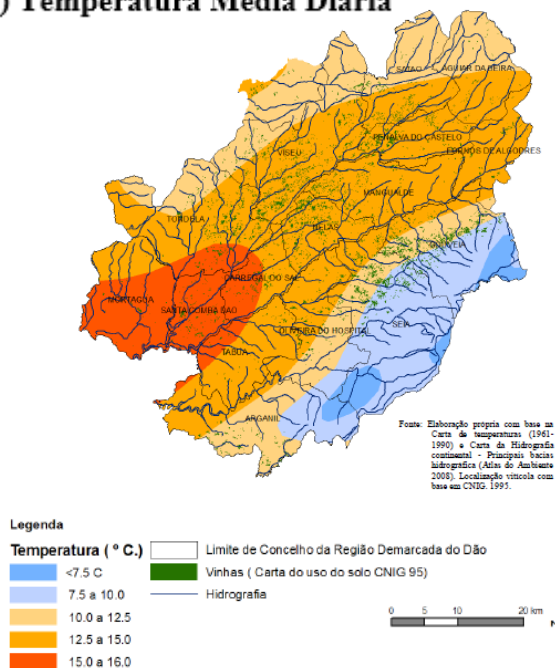 ) Temperatura Média Diária
SATAO
AGUIAR DA BEIRA
PENALVA DO CASTELO
FORNOS DE ALGODRES
VISEU
MANGUALDE
TONDELA
NELAS
GOUVEIA
CARREGAL DO SAL
MORTAGUA
SANTA COMBA DAO
SEIA
OLIVEIRA DO HOSPITAL
TABUA
ARGANIL
Fonte: Elaboração própria com base na
Carta de temperaturas (1961-
1990) e Carta da Hidrografia
continental - Principais bacias
hidrográfica (Atlas do Ambiente
2008). Localização vitícola com
base em CNIG. 1995.
Legenda
Temperatura ( º C.)
Limite de Concelho da Região Demarcada do Dão
<7.5 C
Vinhas ( Carta do uso do solo CNIG 95)
7.5 a 10.0
Hidrografia
10.0 a 12.5
0 5 10 20 km
N
12.5 a 15.0
15.0 a 16.0